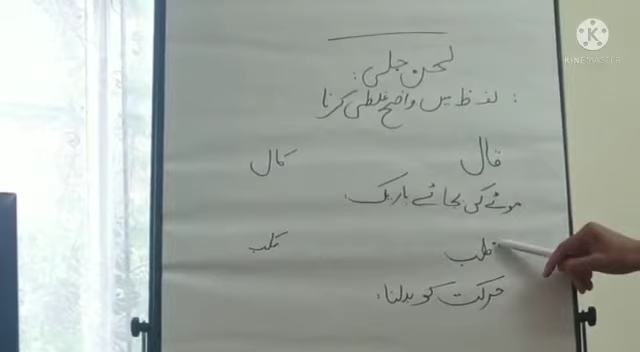 لحن جلی:
: لفظ میں واضح غلطی کرنا
قال کال
موٹے کی بجائے باریک.
قلب کلب
حرکت کو بدلنا:
KINEMASTER